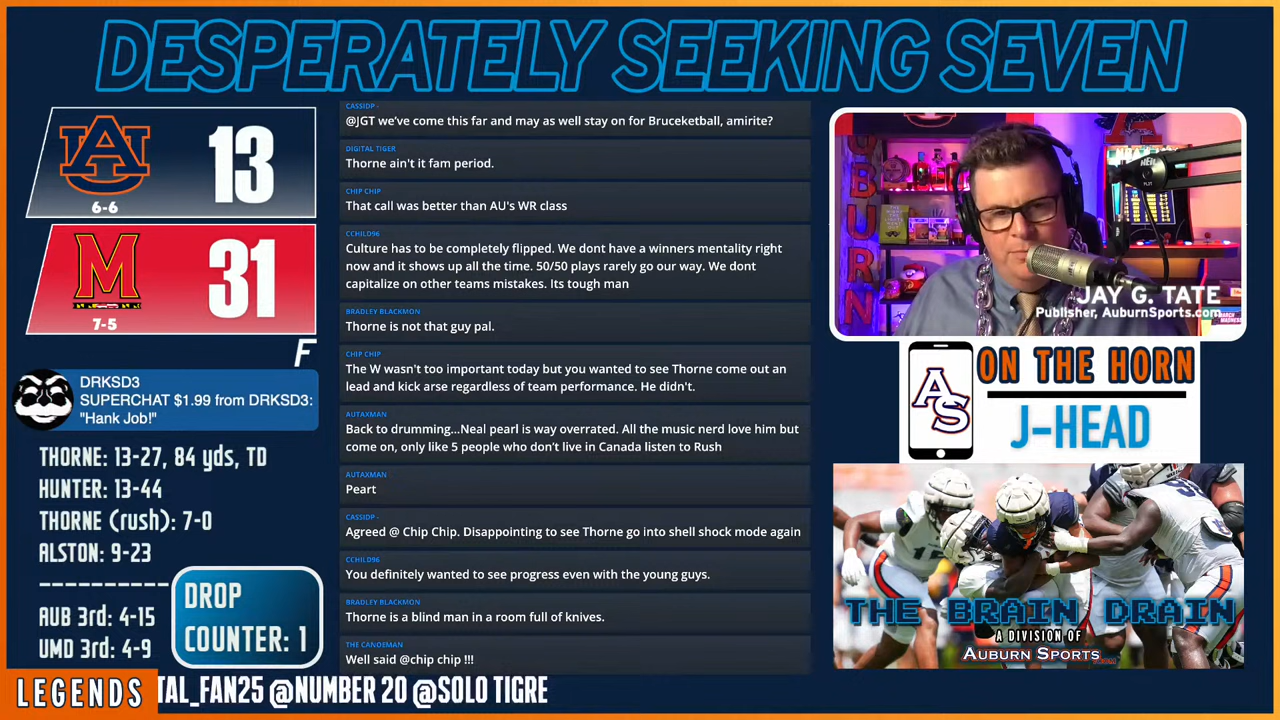 DESPERATELY SEEKING SEVEN
AU
13
6-6
M
31
7-5
F
DRKSD3
SUPERCHAT $1.99 from DRKSD3:
"Hank Job!"
THORNE: 13-27, 84 yds, TD
HUNTER: 13-44
THORNE (rush): 7-0
ALSTON: 9-23
----------
AUB 3rd: 4-15
UMD 3rd: 4-9
DROP
COUNTER: 1
CASSIDP -
@JGT we've come this far and may as well stay on for Bruceketball, amirite?
DIGITAL TIGER
Thorne ain't it fam period.
CHIP CHIP
That call was better than AU's WR class
CCHILD96
Culture has to be completely flipped. We dont have a winners mentality right
now and it shows up all the time. 50/50 plays rarely go our way. We dont
capitalize on other teams mistakes. Its tough man
BRADLEY BLACKMON
Thorne is not that guy pal.
CHIP CHIP
The W wasn't too important today but you wanted to see Thorne come out an
lead and kick arse regardless of team performance. He didn't.
AUTAXMAN
Back to drumming...Neal pearl is way overrated. All the music nerd love him but
come on, only like 5 people who don't live in Canada listen to Rush
AUTAXMAN
Peart
CASSIDP -
Agreed @ Chip Chip. Disappointing to see Thorne go into shell shock mode again
CCHILD96
You definitely wanted to see progress even with the young guys.
BRADLEY BLACKMON
Thorne is a blind man in a room full of knives.
THE CANOEMAN
Well said @chip chip !!!
JAY G. TATE
Publisher, AuburnSports.com
AS
ON THE HORN
J-HEAD
THE BRAIN DRAIN
A DIVISION OF
AUBURN SPORTS
LEGENDS
TAL_FAN25 @NUMBER 20 @SOLO TIGRE